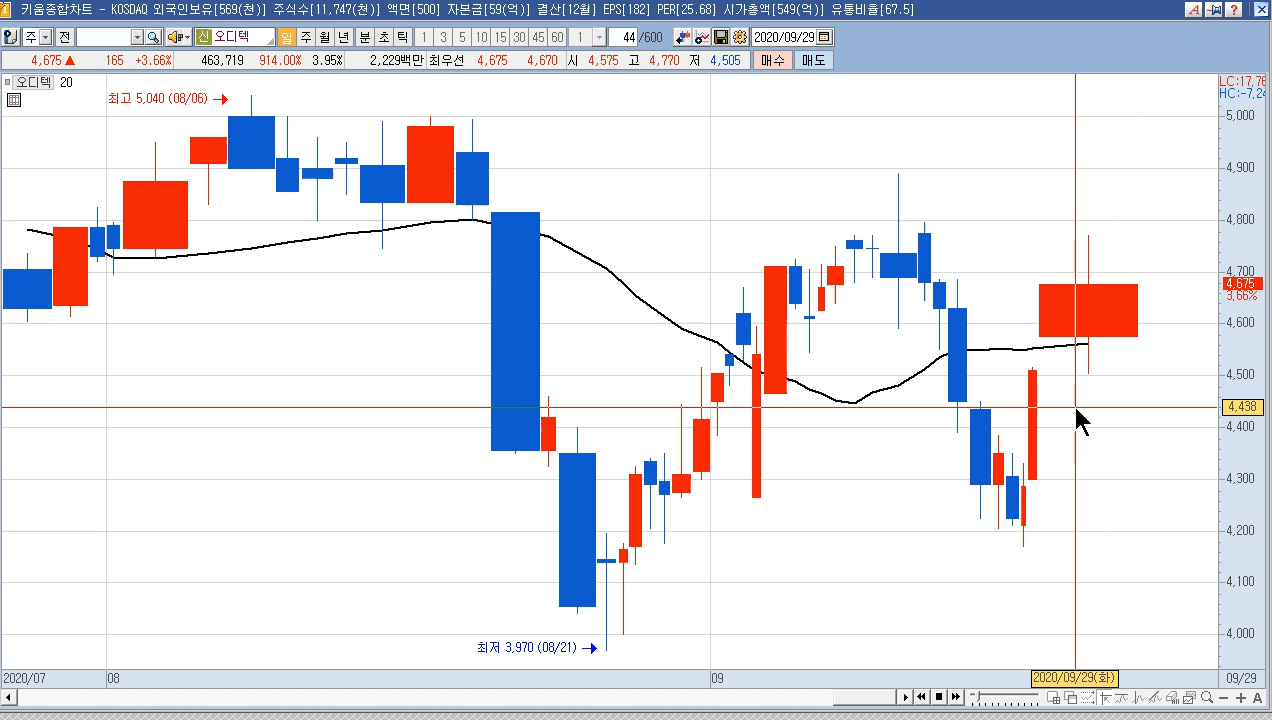 키움종합차트 - KOSDAQ 외국인보유[569(천)] 주식수[11,747(천)] 액면[500] 자본금[59(억)] 결산[12월] EPS[182] PER[25.68] 시가총액[549(억)] 유통비율[67.5]
주 전 신 오디텍 일 주 월 년 분 초 틱 1 3 5 10 15 30 45 60 1 44 /600 2020/09/29
4,675 ▲ 165 +3.66% 463,719 914.00% 3.95% 2,229백만 최우선 4,675 4,670 시 4,575 고 4,770 저 4,505 매수 매도
오디텍 20
LC:17,76
HC:-7,24
최고 5,040 (08/06) →
5,000
4,900
4,800
4,700
4,675
3.66%
4,600
4,500
4,438
4,400
4,300
4,200
4,100
4,000
최저 3,970 (08/21) →
2020/07 08 09 2020/09/29(화) 09/29